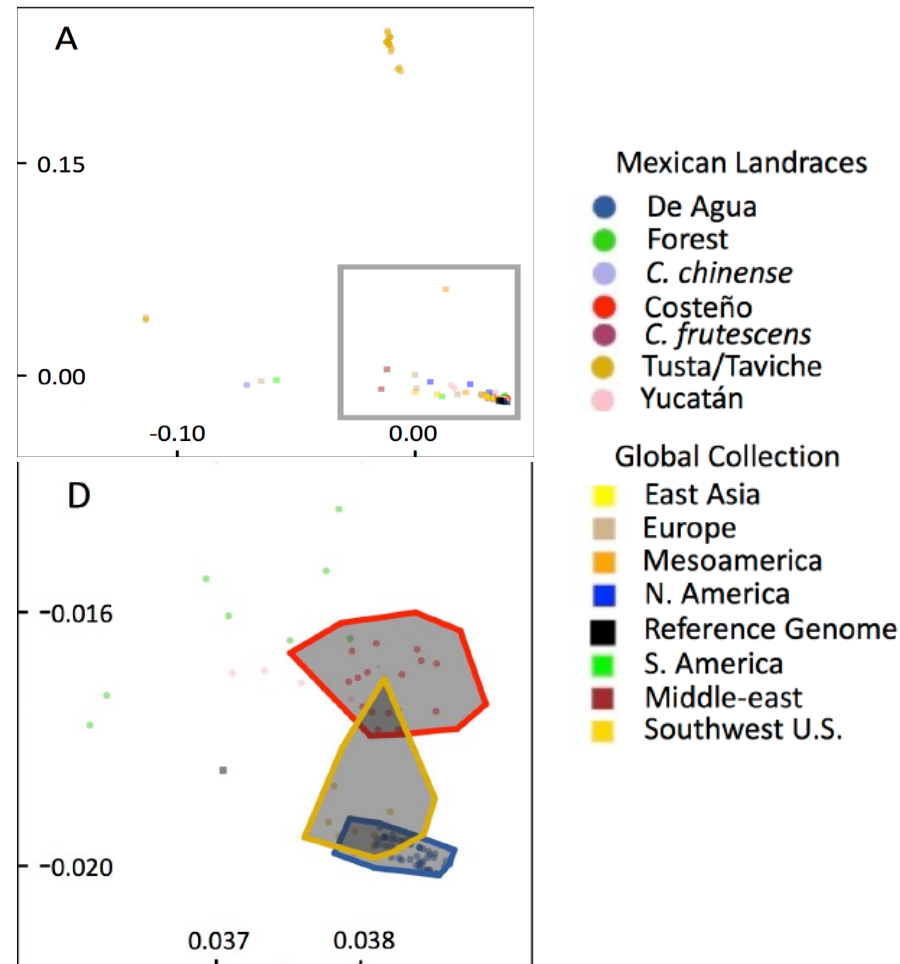 A
0.15
0.00
-0.10 0.00
D
-0.016
-0.020
0.037 0.038
Mexican Landraces
De Agua
Forest
C. chinense
Costeño
C. frutescens
Tusta/Taviche
Yucatán
Global Collection
East Asia
Europe
Mesoamerica
N. America
Reference Genome
S. America
Middle-east
Southwest U.S.